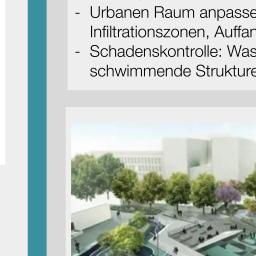 - Urbanen Raum anpasse
Infiltrationszonen, Auffan
- Schadenskontrolle: Was
schwimmende Strukture